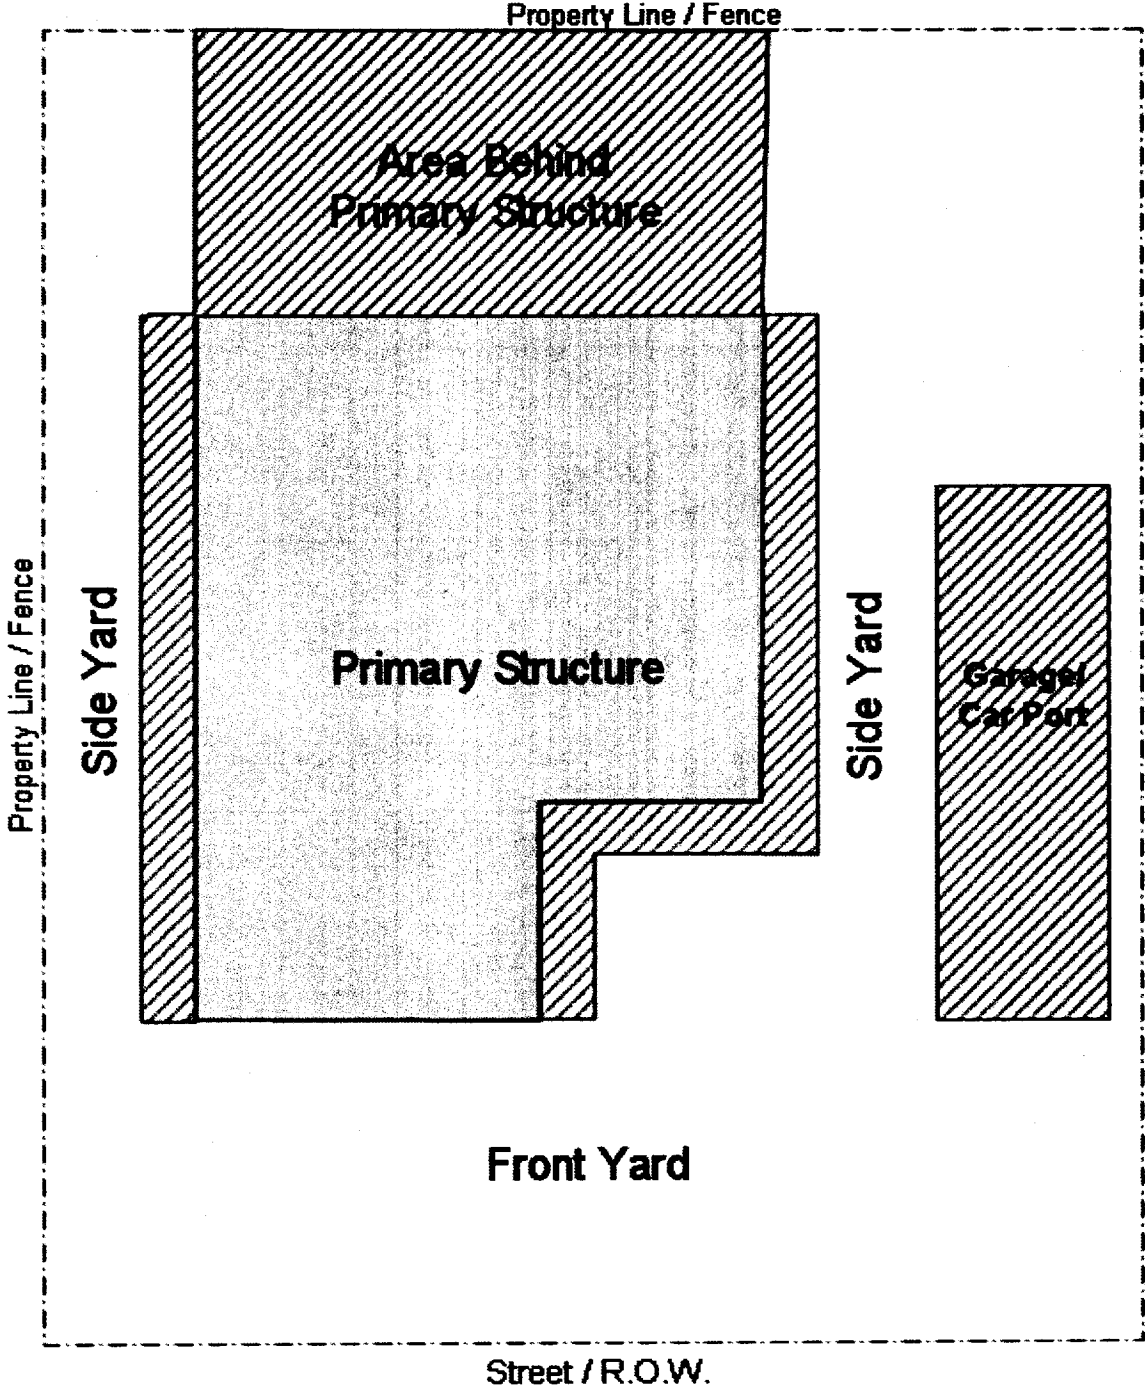 Property Line / Fence
Area Behind
Primary Structure
Property Line / Fence
Side Yard
Primary Structure
Side Yard
Garage/
Car Port
Front Yard
Street / R.O.W.